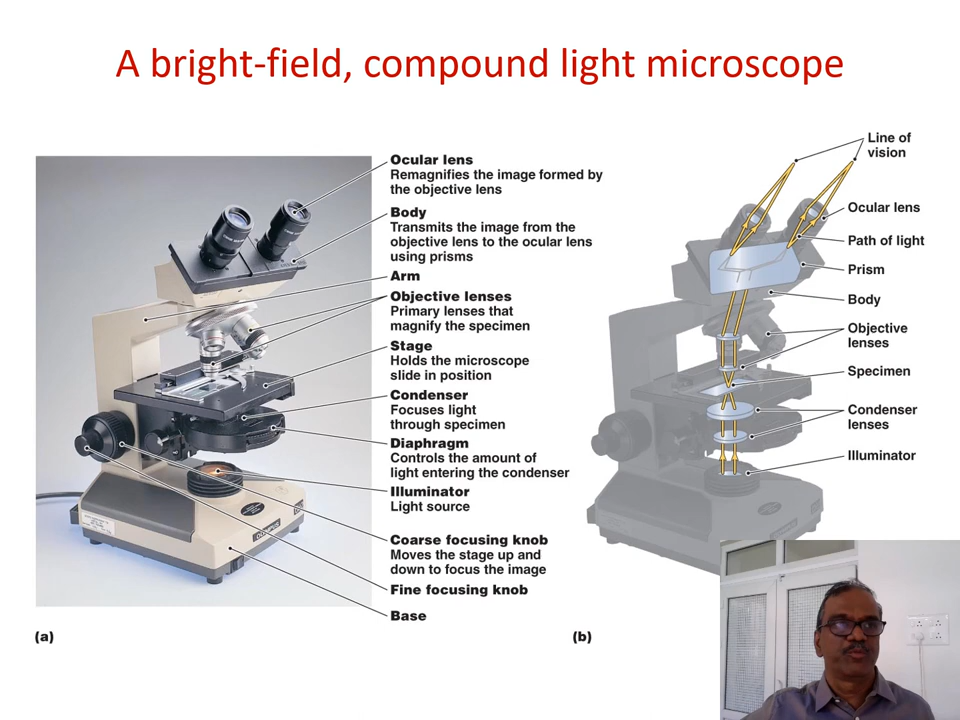 A bright-field, compound light microscope
Ocular lens
Remagnifies the image formed by
the objective lens
Body
Transmits the image from the
objective lens to the ocular lens
using prisms
Arm
Objective lenses
Primary lenses that
magnify the specimen
Stage
Holds the microscope
slide in position
Condenser
Focuses light
through specimen
Diaphragm
Controls the amount of
light entering the condenser
Illuminator
Light source
Coarse focusing knob
Moves the stage up and
down to focus the image
Fine focusing knob
Base
(a)
Line of
vision
Ocular lens
Path of light
Prism
Body
Objective
lenses
Specimen
Condenser
lenses
Illuminator
(b)
OLYMPUS